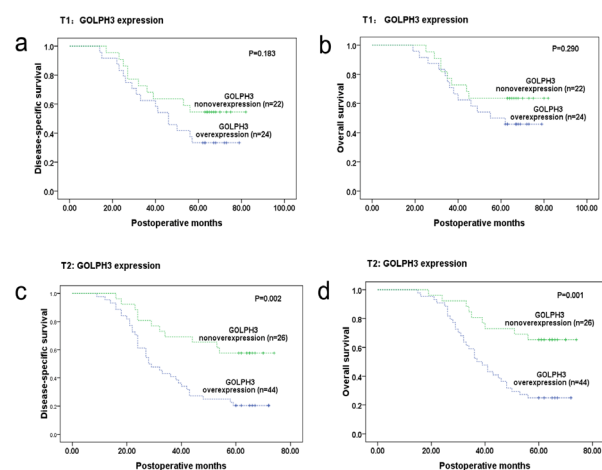 T1: GOLPH3 expression
a
P=0.183
Disease-specific survival
1.0
0.8
0.6
0.4
0.2
0.0
GOLPH3
nonoverexpression (n=22)
GOLPH3
overexpression (n=24)
0.00 20.00 40.00 60.00 80.00 100.00
Postoperative months
T1: GOLPH3 expression
b
P=0.290
Overall survival
1.0
0.8
0.6
0.4
0.2
0.0
GOLPH3
nonoverexpression (n=22)
GOLPH3
overexpression (n=24)
0.00 20.00 40.00 60.00 80.00 100.00
Postoperative months
T2: GOLPH3 expression
c
P=0.002
Disease-specific survival
1.0
0.8
0.6
0.4
0.2
0.0
GOLPH3
nonoverexpression (n=26)
GOLPH3
overexpression (n=44)
0.00 20.00 40.00 60.00 80.00
Postoperative months
T2: GOLPH3 expression
d
P=0.001
Overall survival
1.0
0.8
0.6
0.4
0.2
0.0
GOLPH3
nonoverexpression (n=26)
GOLPH3
overexpression (n=44)
0.00 20.00 40.00 60.00 80.00
Postoperative months